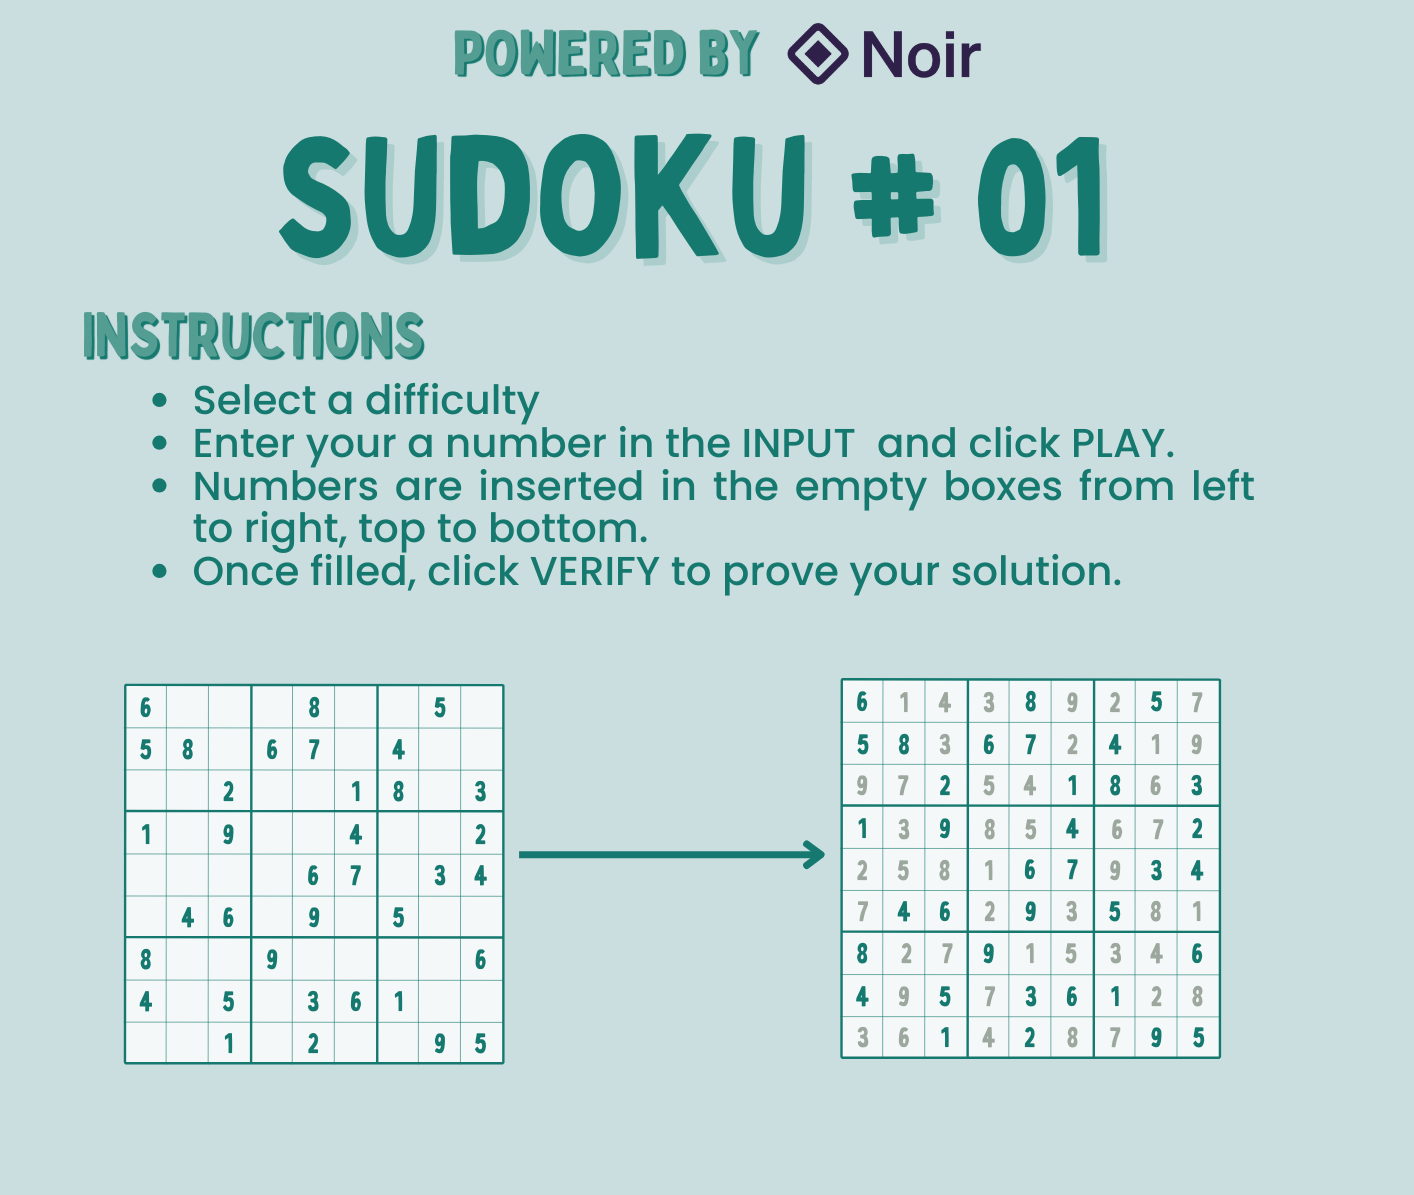 POWERED BY Noir
SUDOKU # 01
INSTRUCTIONS
• Select a difficulty
• Enter your a number in the INPUT and click PLAY.
• Numbers are inserted in the empty boxes from left
to right, top to bottom.
• Once filled, click VERIFY to prove your solution.
6 8 5
5 8 6 7 4
2 1 8 3
1 9 4 2
6 7 3 4
4 6 9 5
8 9 6
4 5 3 6 1
1 2 9 5
6 1 4 3 8 9 2 5 7
5 8 3 6 7 2 4 1 9
9 7 2 5 4 1 8 6 3
1 3 9 8 5 4 6 7 2
2 5 8 1 6 7 9 3 4
7 4 6 2 9 3 5 8 1
8 2 7 9 1 5 3 4 6
4 9 5 7 3 6 1 2 8
3 6 1 4 2 8 7 9 5